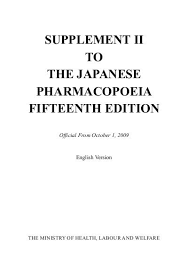 SUPPLEMENT II
TO
THE JAPANESE
PHARMACOPOEIA
FIFTEENTH EDITION
Official From October 1, 2009
English Version
THE MINISTRY OF HEALTH, LABOUR AND WELFARE